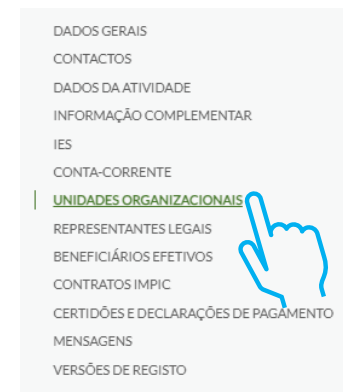 DADOS GERAIS
CONTACTOS
DADOS DA ATIVIDADE
INFORMAÇÃO COMPLEMENTAR
IES
CONTA-CORRENTE
UNIDADES ORGANIZACIONAIS
REPRESENTANTES LEGAIS
BENEFICIÁRIOS EFETIVOS
CONTRATOS IMPIC
CERTIDÕES E DECLARAÇÕES DE PAGAMENTO
MENSAGENS
VERSÕES DE REGISTO